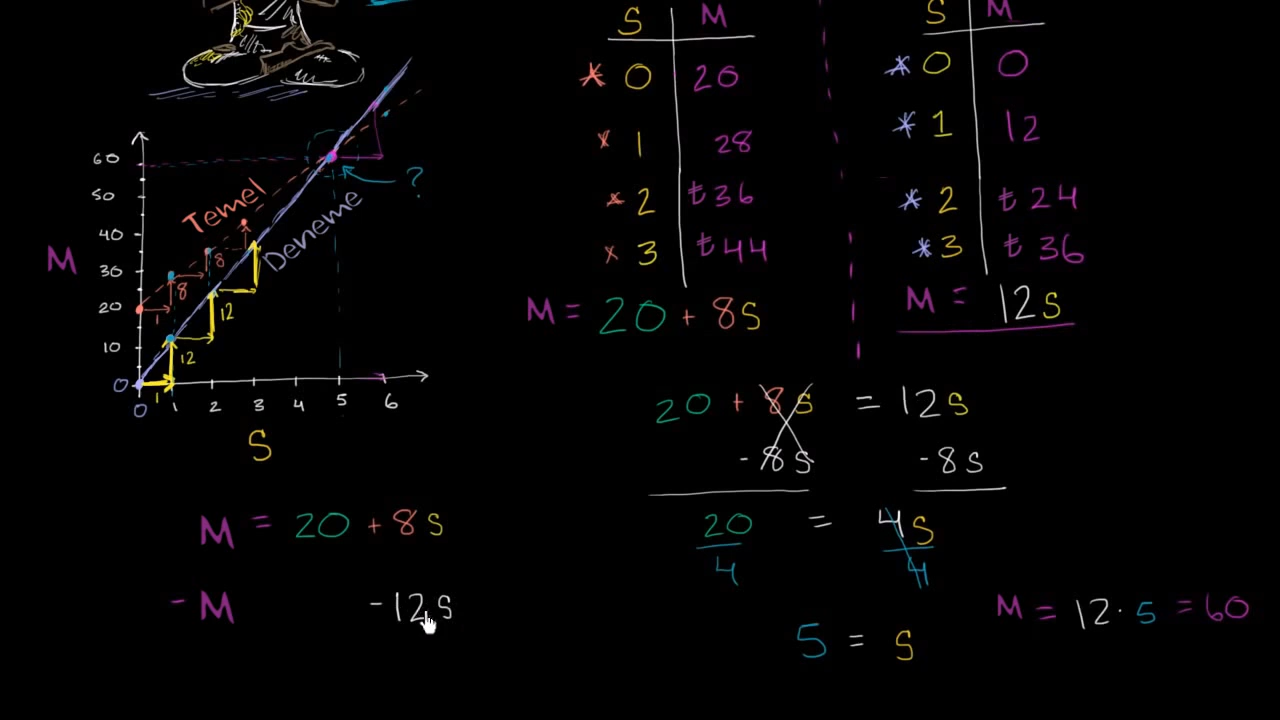 S M
0 20
1 28
2 ₺36
3 ₺44
M = 20 + 8s
S M
0 0
1 12
2 ₺24
3 ₺36
M = 12s
60
50
40
30
20
10
0
M
Temel
Deneme
?
8
8
1
12
12
1
0 1 2 3 4 5 6
S
20 + 8s = 12s
-8s -8s
20 = 4s
4 4
5 = s
M = 12 · 5 = 60
M = 20 + 8s
- M -12s